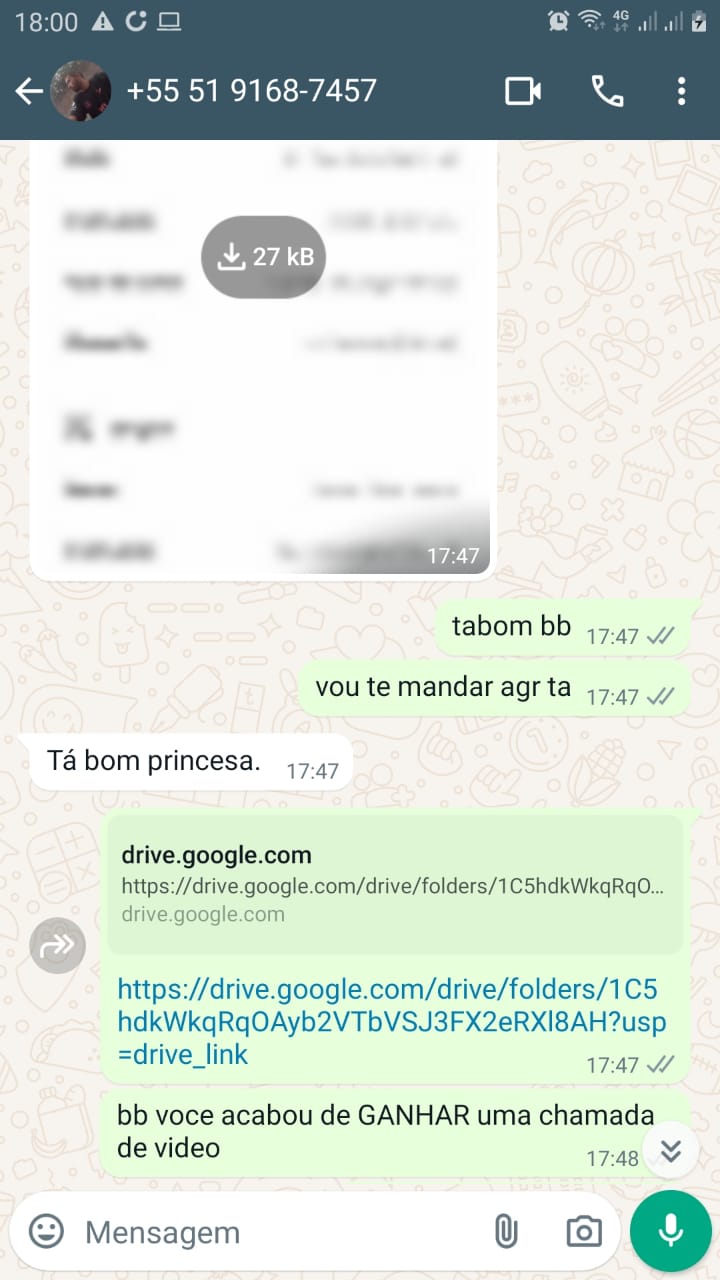 18:00
4G
+55 51 9168-7457
27 kB
17:47
tabom bb 17:47
vou te mandar agr ta 17:47
Tá bom princesa. 17:47
drive.google.com
https://drive.google.com/drive/folders/1C5hdkWkqRqO...
drive.google.com
https://drive.google.com/drive/folders/1C5
hdkWkqRqOAyb2VTbVSJ3FX2eRXl8AH?usp
=drive_link
17:47
bb voce acabou de GANHAR uma chamada
de video
17:48
Mensagem